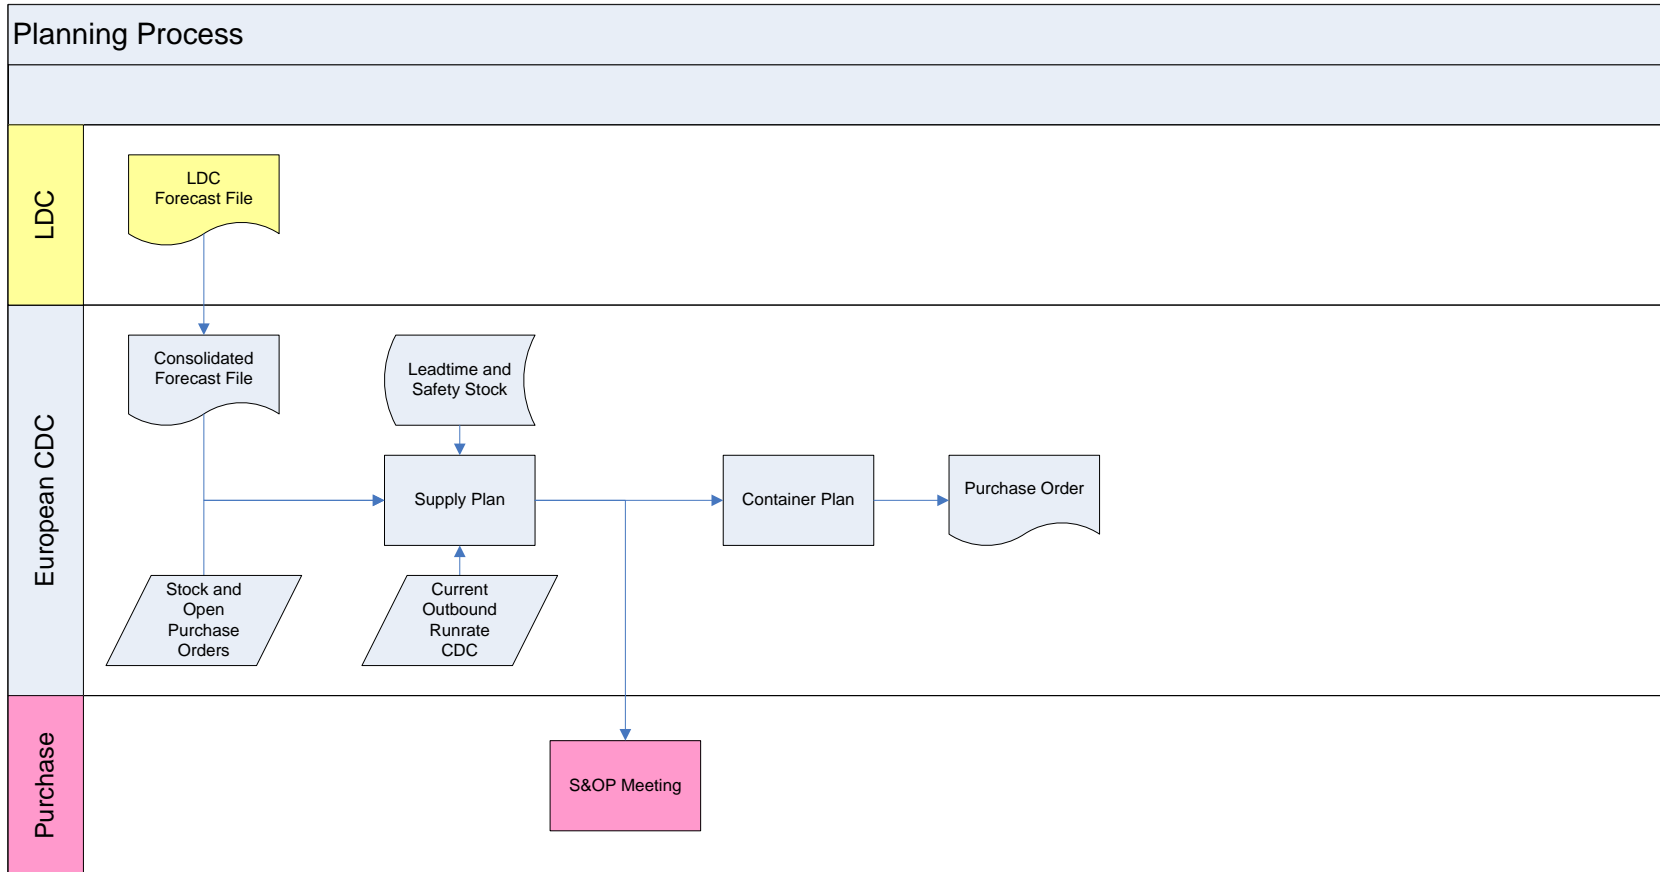 Planning Process
LDC
LDC
Forecast File
European CDC
Consolidated
Forecast File
Leadtime and
Safety Stock
Supply Plan
Container Plan
Purchase Order
Stock and
Open
Purchase
Orders
Current
Outbound
Runrate
CDC
Purchase
S&OP Meeting